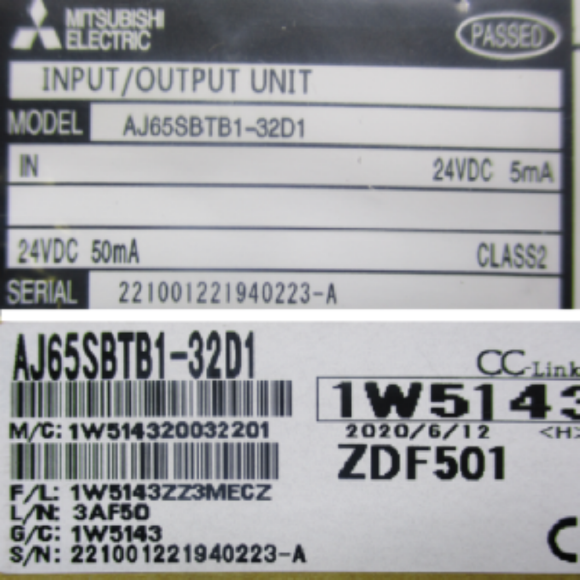 MITSUBISHI
ELECTRIC
PASSED
INPUT/OUTPUT UNIT
MODEL AJ65SBTB1-32D1
IN 24VDC 5mA
24VDC 50mA CLASS2
SERIAL 221001221940223-A
AJ65SBTB1-32D1
CC-Link
1W5143
M/C: 1W514320032201
2020/6/12 <H>
ZDF501
F/L: 1W5143ZZ3MECZ
L/N: 3AF50
G/C: 1W5143
S/N: 221001221940223-A